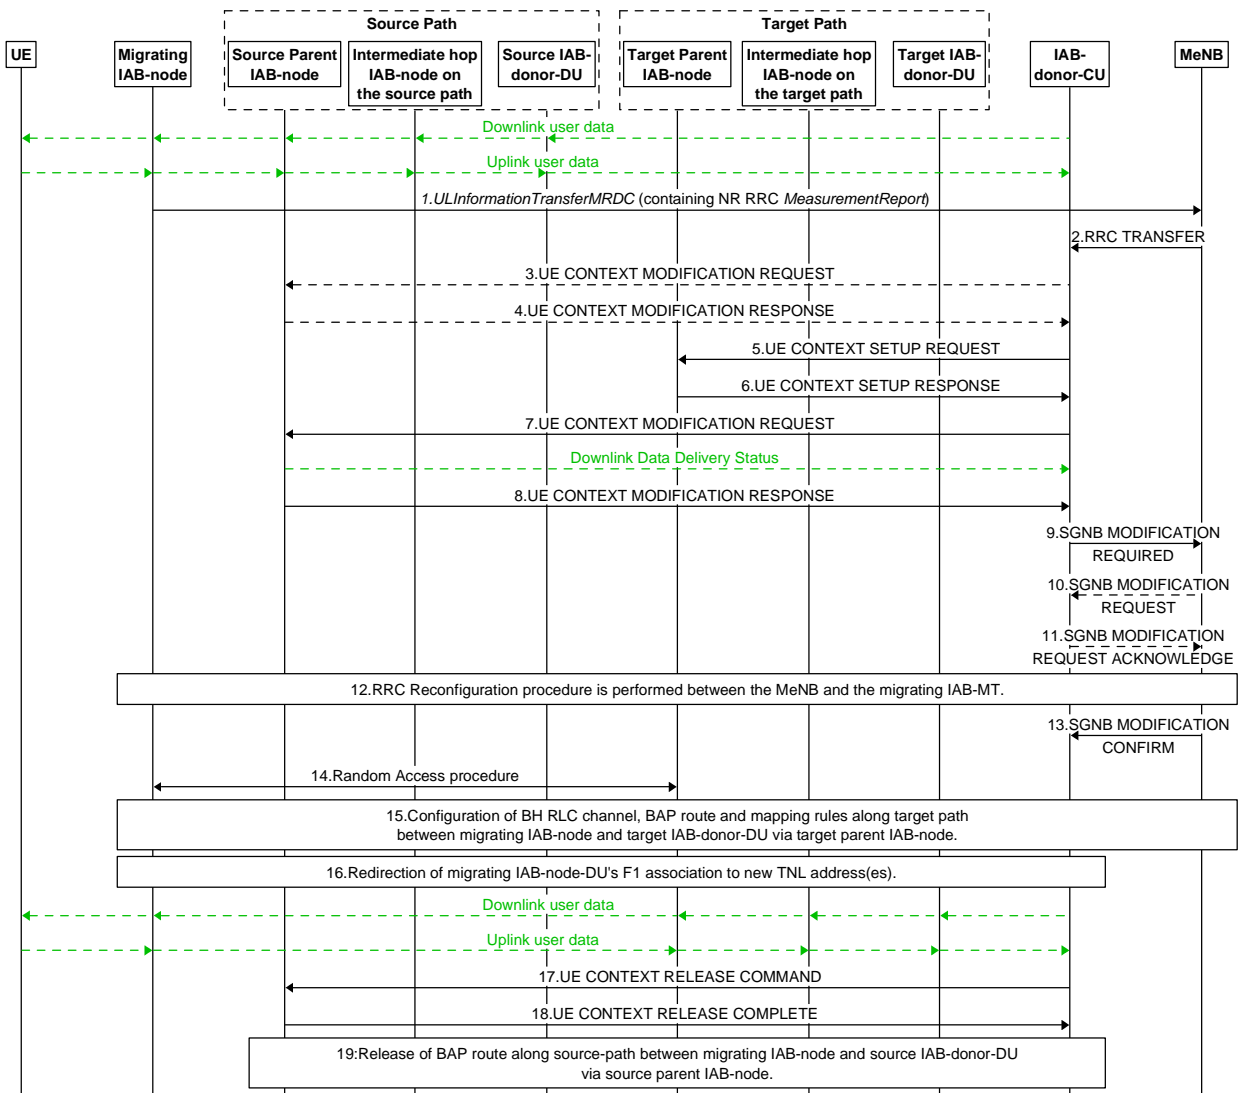 Source Path
Target Path
UE
Migrating
IAB-node
Source Parent
IAB-node
Intermediate hop
IAB-node on
the source path
Source IAB-
donor-DU
Target Parent
IAB-node
Intermediate hop
IAB-node on
the target path
Target IAB-
donor-DU
IAB-
donor-CU
MeNB
Downlink user data
Uplink user data
1.ULInformationTransferMRDC (containing NR RRC MeasurementReport)
2.RRC TRANSFER
3.UE CONTEXT MODIFICATION REQUEST
4.UE CONTEXT MODIFICATION RESPONSE
5.UE CONTEXT SETUP REQUEST
6.UE CONTEXT SETUP RESPONSE
7.UE CONTEXT MODIFICATION REQUEST
Downlink Data Delivery Status
8.UE CONTEXT MODIFICATION RESPONSE
9.SGNB MODIFICATION
REQUIRED
10.SGNB MODIFICATION
REQUEST
11.SGNB MODIFICATION
REQUEST ACKNOWLEDGE
12.RRC Reconfiguration procedure is performed between the MeNB and the migrating IAB-MT.
13.SGNB MODIFICATION
CONFIRM
14.Random Access procedure
15.Configuration of BH RLC channel, BAP route and mapping rules along target path
between migrating IAB-node and target IAB-donor-DU via target parent IAB-node.
16.Redirection of migrating IAB-node-DU's F1 association to new TNL address(es).
Downlink user data
Uplink user data
17.UE CONTEXT RELEASE COMMAND
18.UE CONTEXT RELEASE COMPLETE
19:Release of BAP route along source-path between migrating IAB-node and source IAB-donor-DU
via source parent IAB-node.